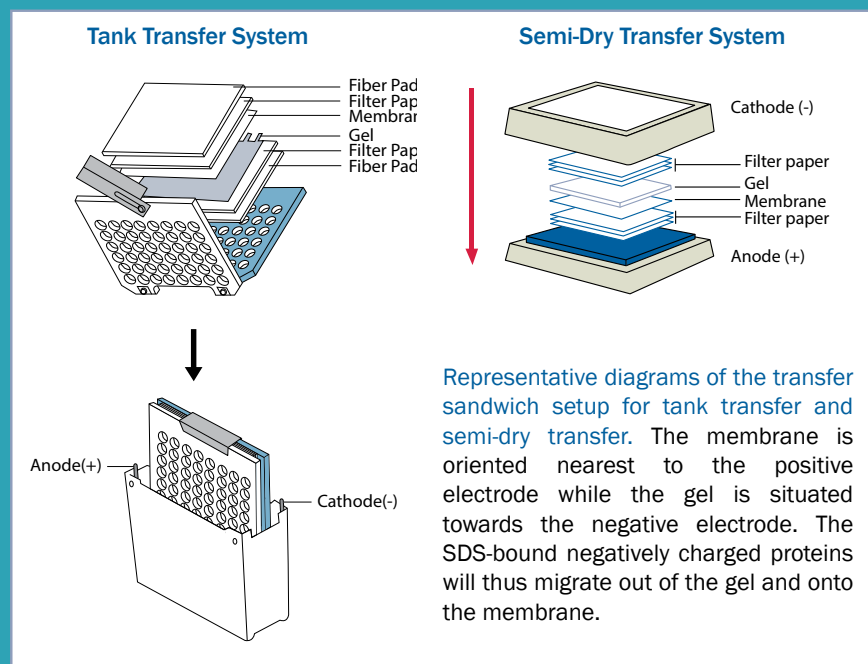 Tank Transfer System
Fiber Pad
Filter Pap
Membran
Gel
Filter Pap
Fiber Pad
Anode(+)
Cathode(-)
Semi-Dry Transfer System
Cathode (-)
Filter paper
Gel
Membrane
Filter paper
Anode (+)
Representative diagrams of the transfer
sandwich setup for tank transfer and
semi-dry transfer. The membrane is
oriented nearest to the positive
electrode while the gel is situated
towards the negative electrode. The
SDS-bound negatively charged proteins
will thus migrate out of the gel and onto
the membrane.